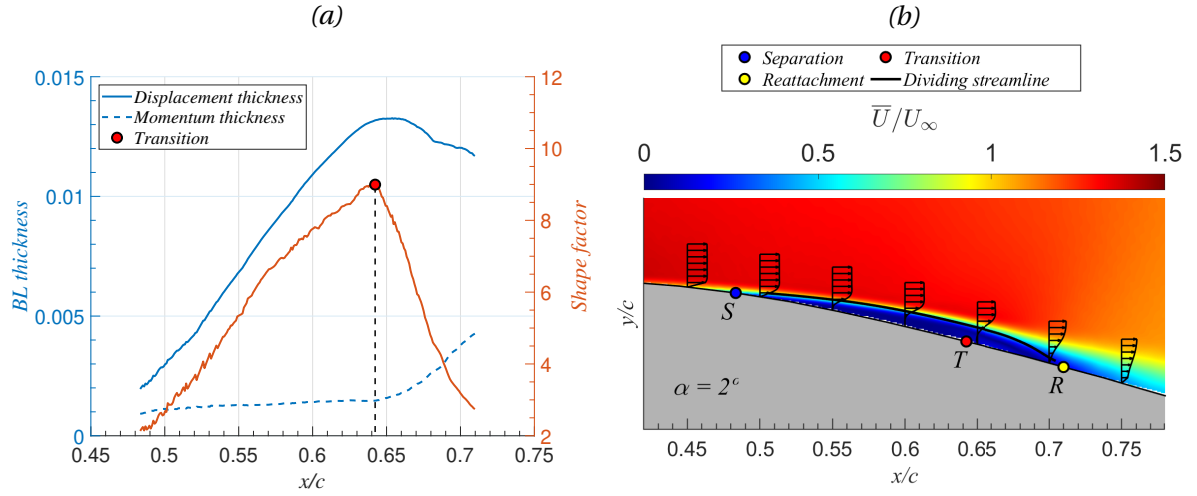 (a)
Displacement thickness
Momentum thickness
Transition
0.015
0.01
0.005
0
BL thickness
12
10
8
6
4
2
Shape factor
0.45 0.5 0.55 0.6 0.65 0.7 0.75
x/c
(b)
Separation Transition
Reattachment Dividing streamline
U̅/U∞
0 0.5 1 1.5
S
T
R
α = 2°
y/c
0.45 0.5 0.55 0.6 0.65 0.7 0.75
x/c